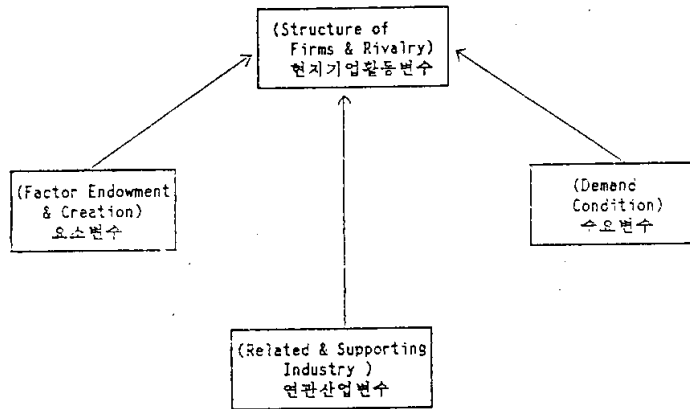 (Structure of
Firms & Rivalry)
현지기업활동변수
(Factor Endowment
& Creation)
요소변수
(Demand
Condition)
수요변수
(Related & Supporting
Industry )
연관산업변수